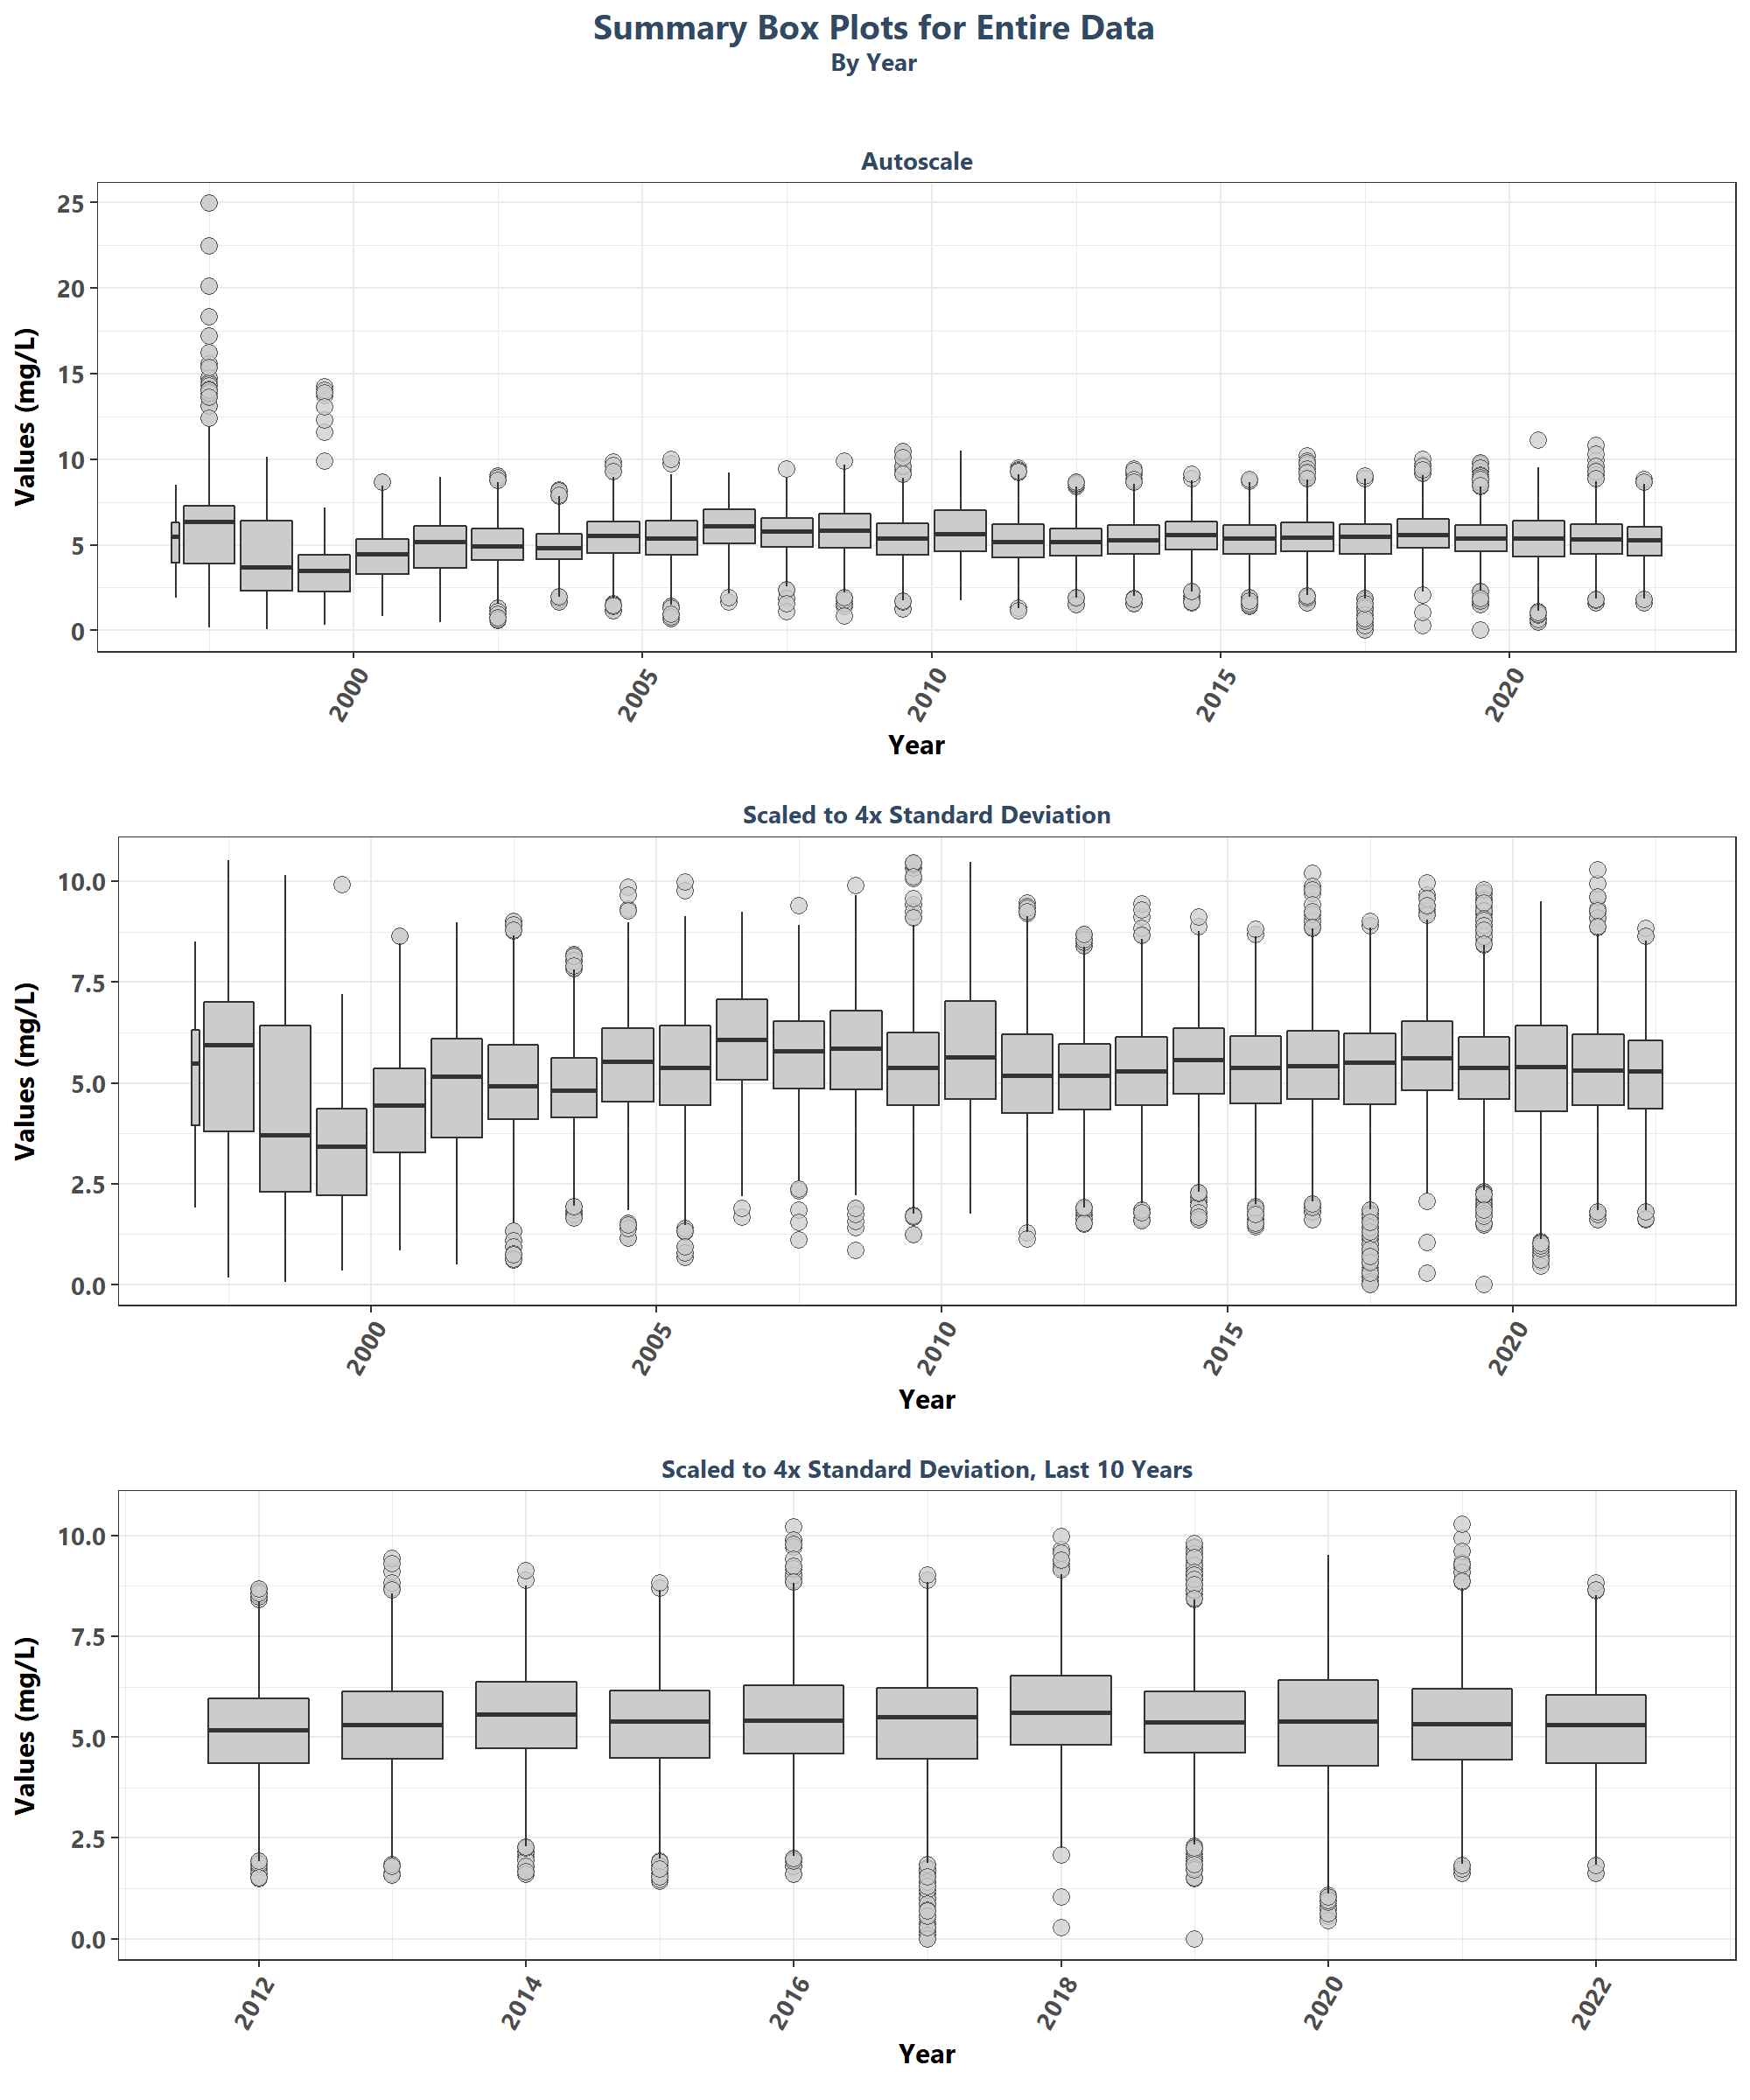 Summary Box Plots for Entire Data
By Year
Autoscale
Values (mg/L)
25
20
15
10
5
0
2000
2005
2010
2015
2020
Year
Scaled to 4x Standard Deviation
Values (mg/L)
10.0
7.5
5.0
2.5
0.0
2000
2005
2010
2015
2020
Year
Scaled to 4x Standard Deviation, Last 10 Years
Values (mg/L)
10.0
7.5
5.0
2.5
0.0
2012
2014
2016
2018
2020
2022
Year